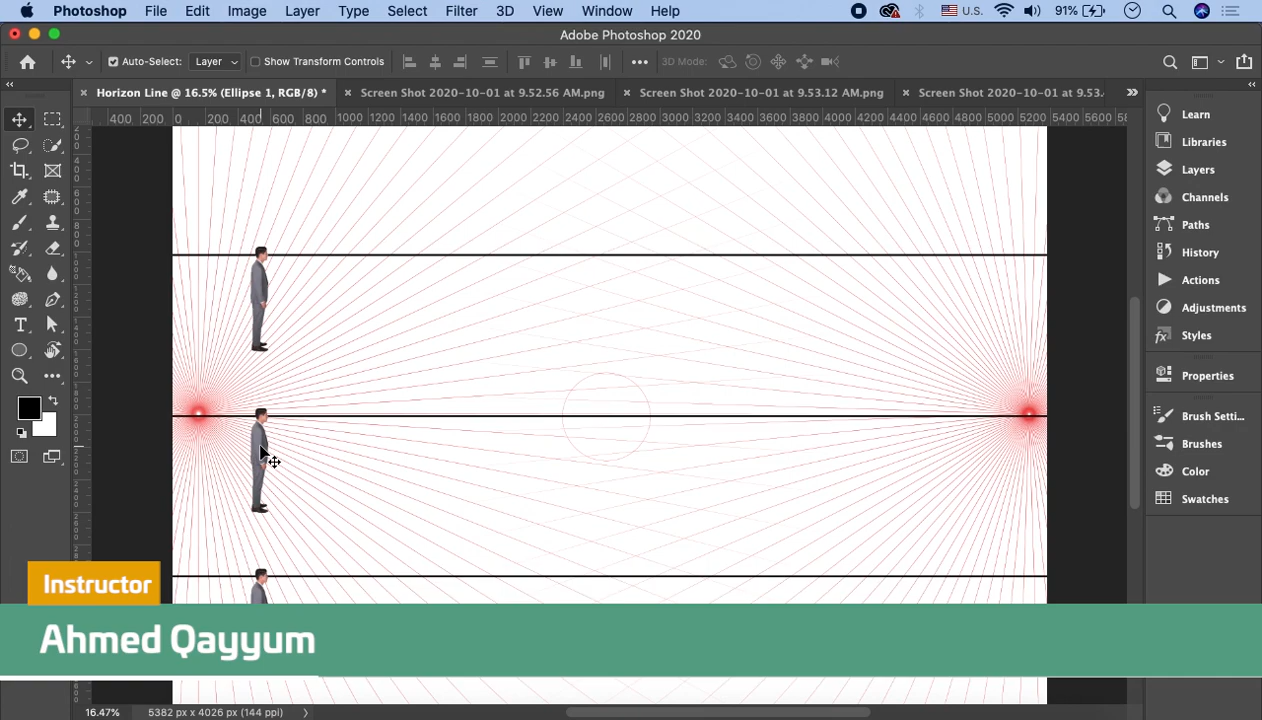 Photoshop File Edit Image Layer Type Select Filter 3D View Window Help U.S. 91%
Adobe Photoshop 2020
Auto-Select: Layer Show Transform Controls 3D Mode:
Horizon Line @ 16.5% (Ellipse 1, RGB/8) * Screen Shot 2020-10-01 at 9.52.56 AM.png Screen Shot 2020-10-01 at 9.53.12 AM.png Screen Shot 2020-10-01 at 9.53.
400 200 0 200 400 600 800 1000 1200 1400 1600 1800 2000 2200 2400 2600 2800 3000 3200 3400 3600 3800 4000 4200 4400 4600 4800 5000 5200 5400 5600
Learn
Libraries
Layers
Channels
Paths
History
Actions
Adjustments
Styles
Properties
Brush Setti...
Brushes
Color
Swatches
Instructor
Ahmed Qayyum
16.47% 5382 px x 4026 px (144 ppi)